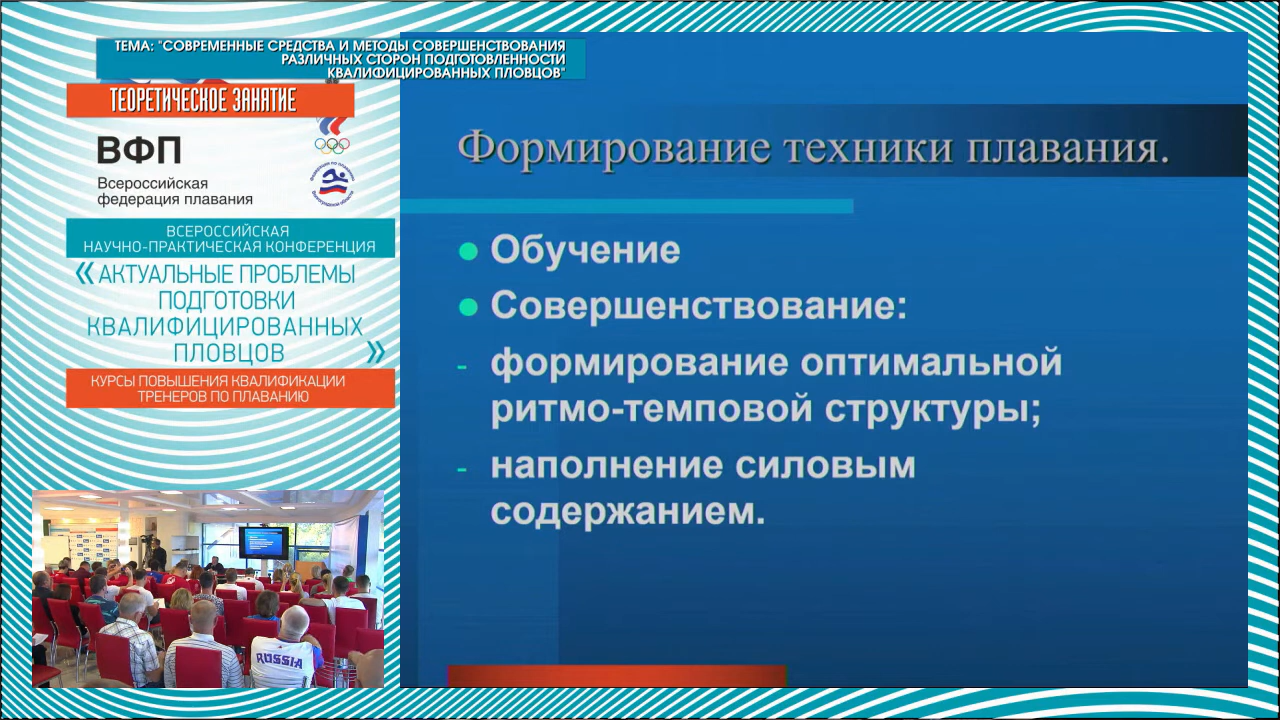 ТЕМА: "СОВРЕМЕННЫЕ СРЕДСТВА И МЕТОДЫ СОВЕРШЕНСТВОВАНИЯ
РАЗЛИЧНЫХ СТОРОН ПОДГОТОВЛЕННОСТИ
КВАЛИФИЦИРОВАННЫХ ПЛОВЦОВ"
ТЕОРЕТИЧЕСКОЕ ЗАНЯТИЕ
ВФП
Всероссийская
федерация плавания
ВСЕРОССИЙСКАЯ
НАУЧНО-ПРАКТИЧЕСКАЯ КОНФЕРЕНЦИЯ
«АКТУАЛЬНЫЕ ПРОБЛЕМЫ
ПОДГОТОВКИ
КВАЛИФИЦИРОВАННЫХ
ПЛОВЦОВ »
КУРСЫ ПОВЫШЕНИЯ КВАЛИФИКАЦИИ
ТРЕНЕРОВ ПО ПЛАВАНИЮ
RUSSIA
Формирование техники плавания.
● Обучение
● Совершенствование:
- формирование оптимальной
ритмо-темповой структуры;
- наполнение силовым
содержанием.